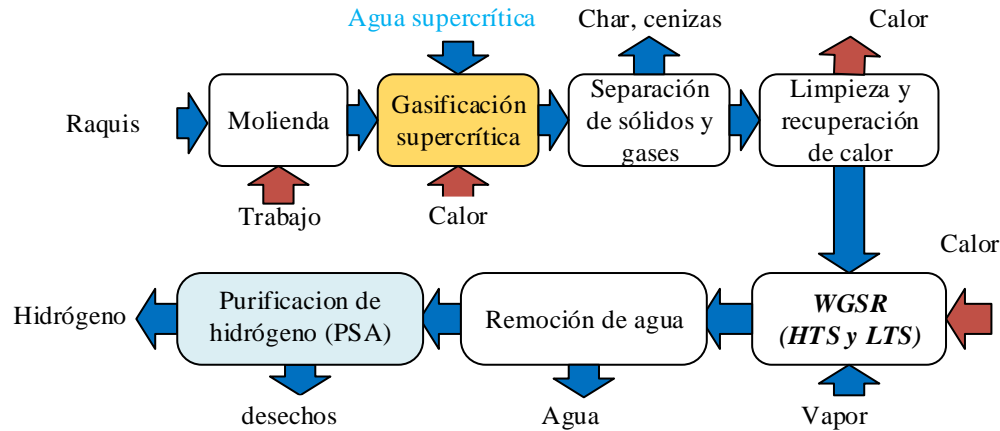 Agua supercrítica
Char, cenizas
Calor
Raquis
Molienda
Gasificación
supercrítica
Separación
de sólidos y
gases
Limpieza y
recuperación
de calor
Trabajo
Calor
Calor
Hidrógeno
Purificacion de
hidrógeno (PSA)
Remoción de agua
WGSR
(HTS y LTS)
desechos
Agua
Vapor